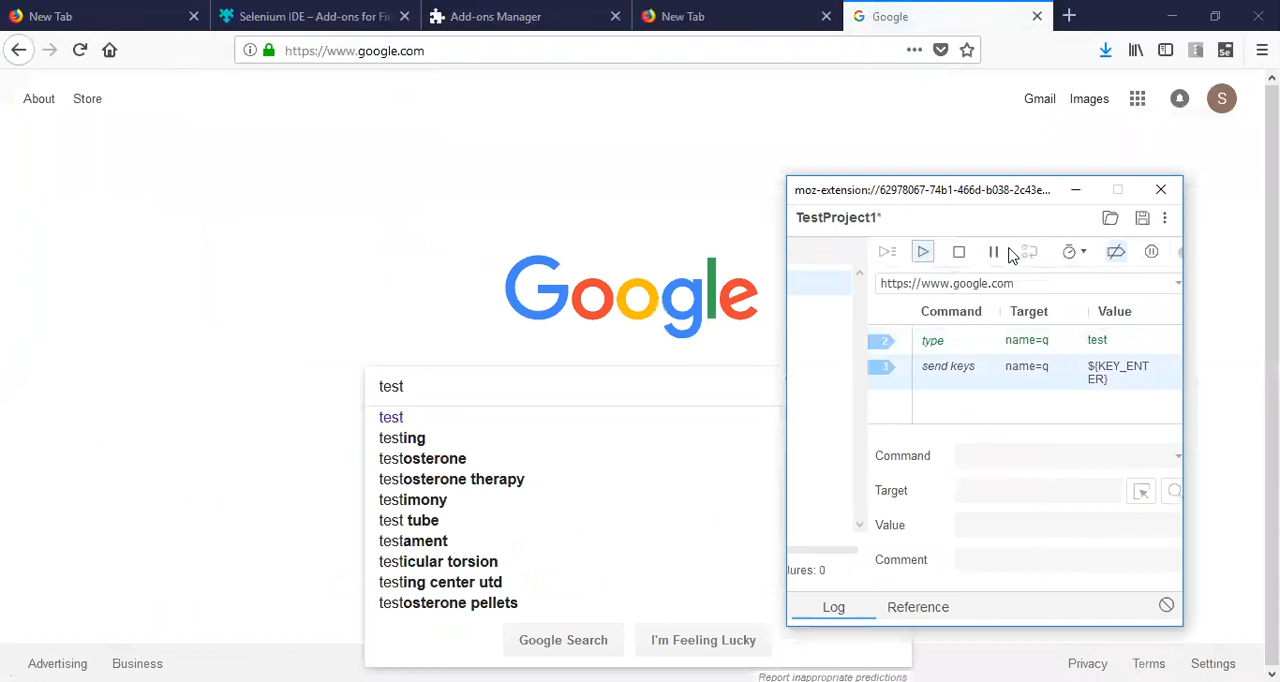 New Tab
Selenium IDE – Add-ons for Fi
Add-ons Manager
New Tab
Google
https://www.google.com
Se
About
Store
Gmail
Images
S
Google
test
test
testing
testosterone
testosterone therapy
testimony
test tube
testament
testicular torsion
testing center utd
testosterone pellets
Google Search
I'm Feeling Lucky
Report inappropriate predictions
moz-extension://62978067-74b1-466d-b038-2c43e...
TestProject1*
https://www.google.com
Command Target Value
2 type name=q test
3 send keys name=q ${KEY_ENT
ER}
Command
Target
Value
Comment
lures: 0
Log
Reference
Advertising
Business
Privacy
Terms
Settings